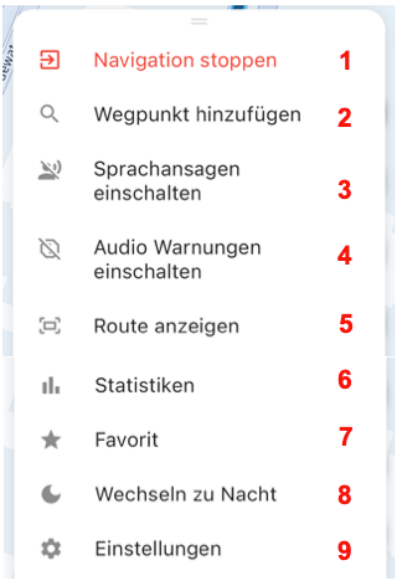 Navigation stoppen 1
Wegpunkt hinzufügen 2
Sprachansagen
einschalten 3
Audio Warnungen 4
einschalten
Route anzeigen 5
Statistiken 6
Favorit 7
Wechseln zu Nacht 8
Einstellungen 9